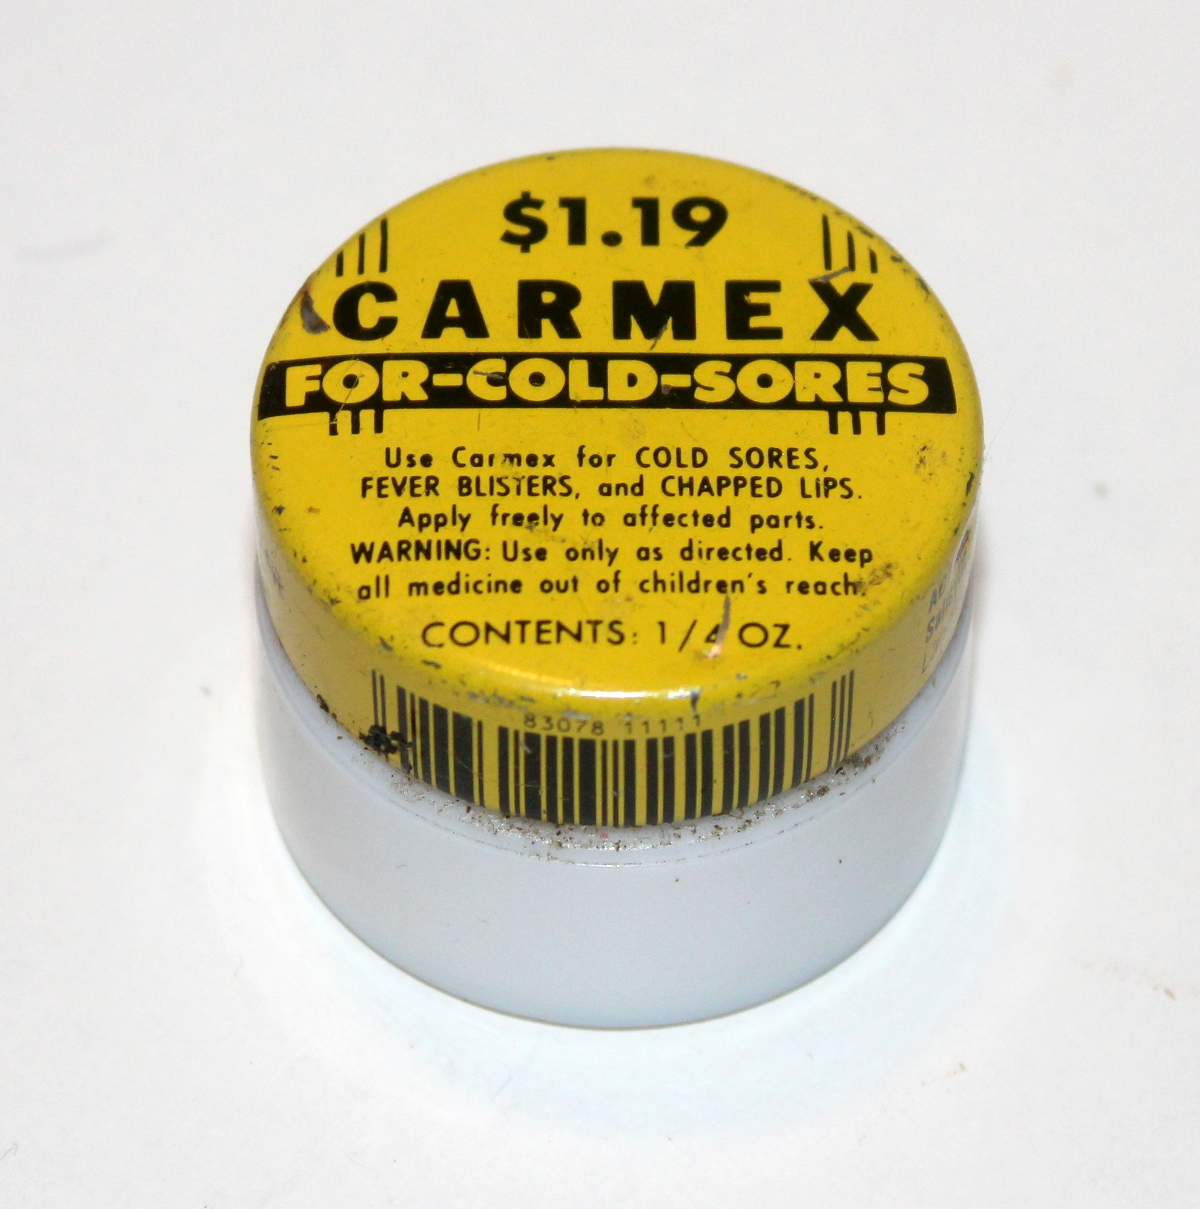 $1.19
CARMEX
FOR-COLD-SORES
Use Carmex for COLD SORES,
FEVER BLISTERS, and CHAPPED LIPS.
Apply freely to affected parts.
WARNING: Use only as directed. Keep
all medicine out of children's reach.
CONTENTS: 1/4 OZ.
83078 11111